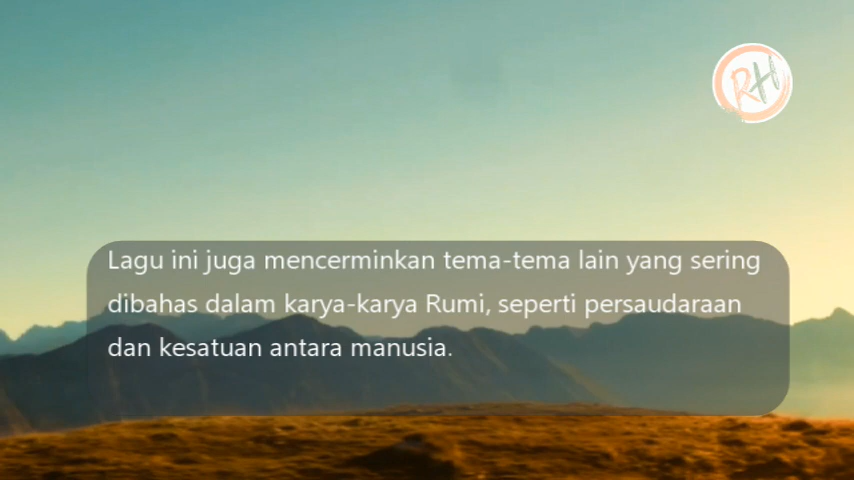 RH
Lagu ini juga mencerminkan tema-tema lain yang sering
dibahas dalam karya-karya Rumi, seperti persaudaraan
dan kesatuan antara manusia.